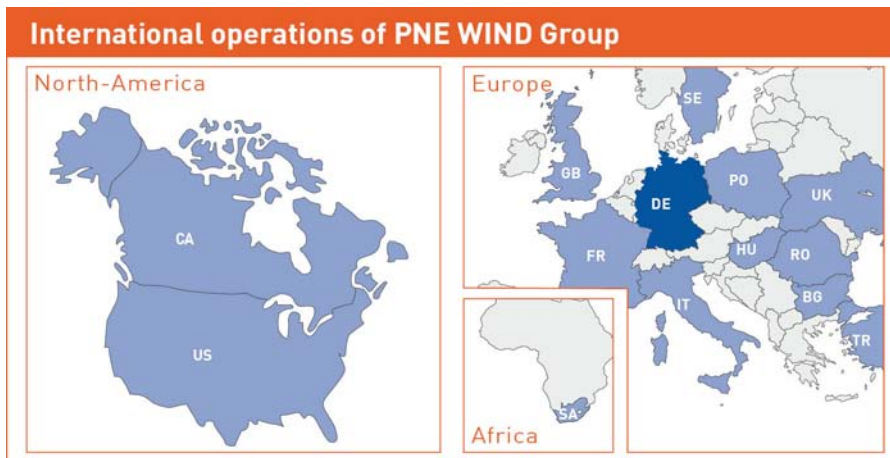 International operations of PNE WIND Group
North-America
CA
US
Europe
SE
GB
PO
DE
UK
FR
HU
RO
IT
BG
TR
SA
Africa